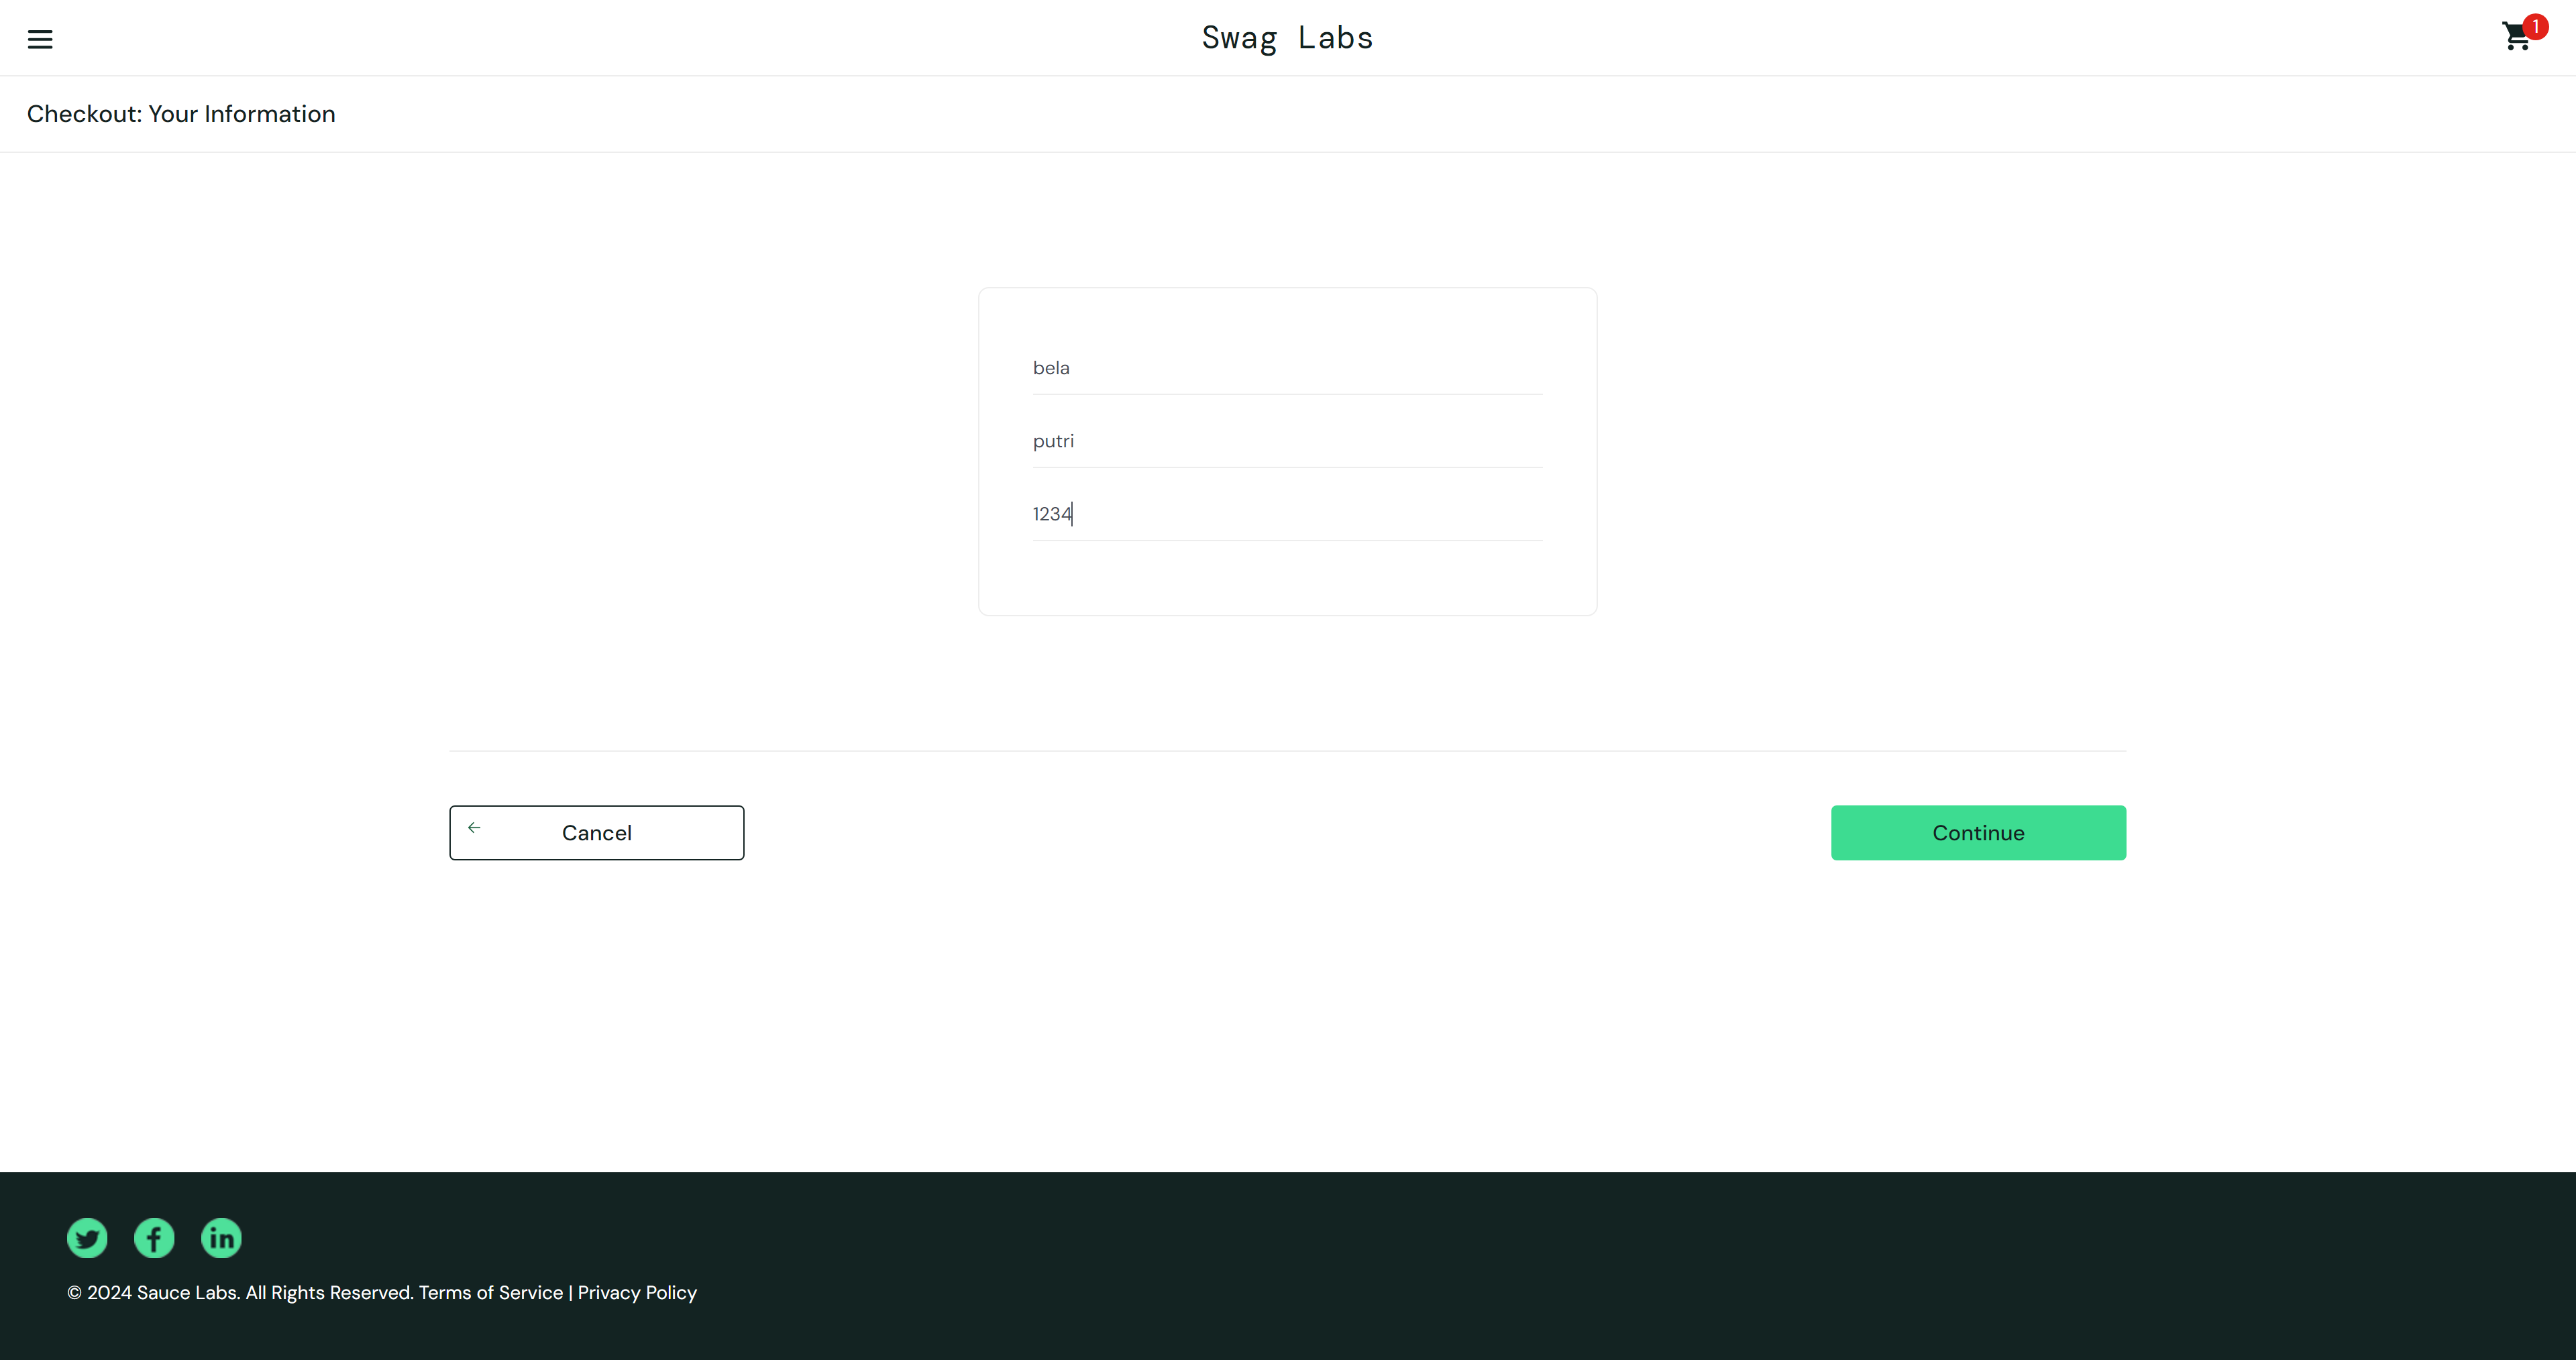 Swag Labs
1
Checkout: Your Information
bela
putri
1234
Cancel
Continue
© 2024 Sauce Labs. All Rights Reserved. Terms of Service | Privacy Policy